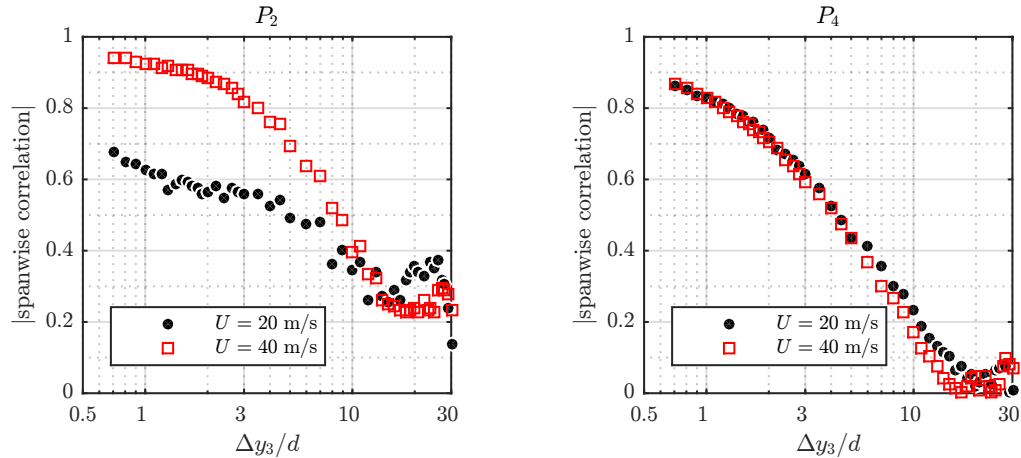 P₂
|spanwise correlation|
1
0.8
0.6
0.4
0.2
0
U = 20 m/s
U = 40 m/s
0.5 1 3 10 30
Δy₃/d
P₄
|spanwise correlation|
1
0.8
0.6
0.4
0.2
0
U = 20 m/s
U = 40 m/s
0.5 1 3 10 30
Δy₃/d